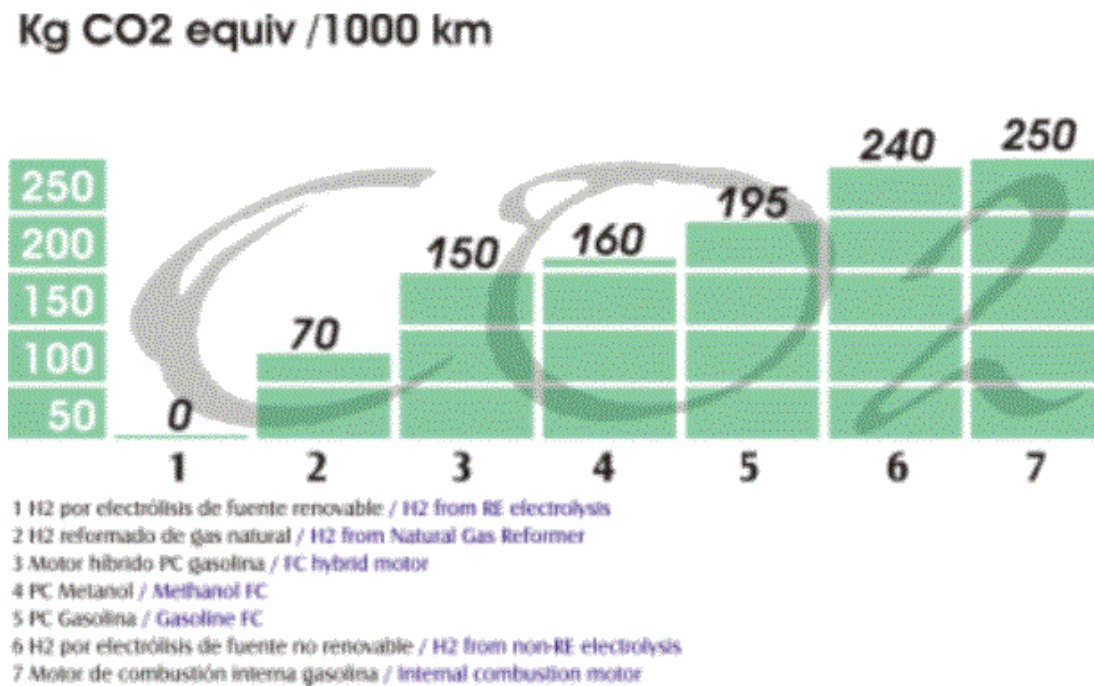 Kg CO2 equiv /1000 km
250
200
150
100
50
0
70
150
160
195
240
250
1 2 3 4 5 6 7
CO2
1 H2 por electrólisis de fuente renovable / H2 from RE electrolysis
2 H2 reformado de gas natural / H2 from Natural Gas Reformer
3 Motor híbrido PC gasolina / FC hybrid motor
4 PC Metanol / Methanol FC
5 PC Gasolina / Gasoline FC
6 H2 por electrólisis de fuente no renovable / H2 from non-RE electrolysis
7 Motor de combustión interna gasolina / Internal combustion motor